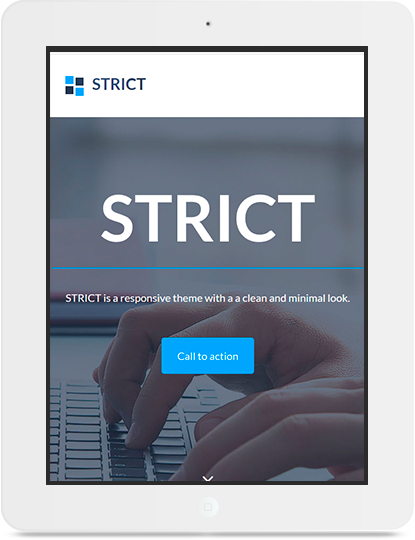 STRICT
STRICT
STRICT is a responsive theme with a a clean and minimal look.
Call to action